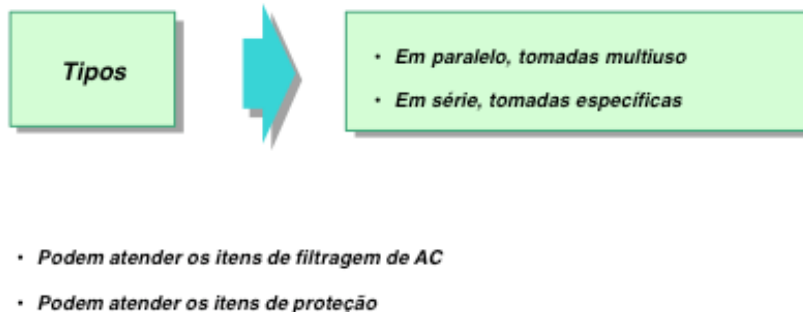 Tipos
• Em paralelo, tomadas multiuso
• Em série, tomadas específicas
• Podem atender os itens de filtragem de AC
• Podem atender os itens de proteção